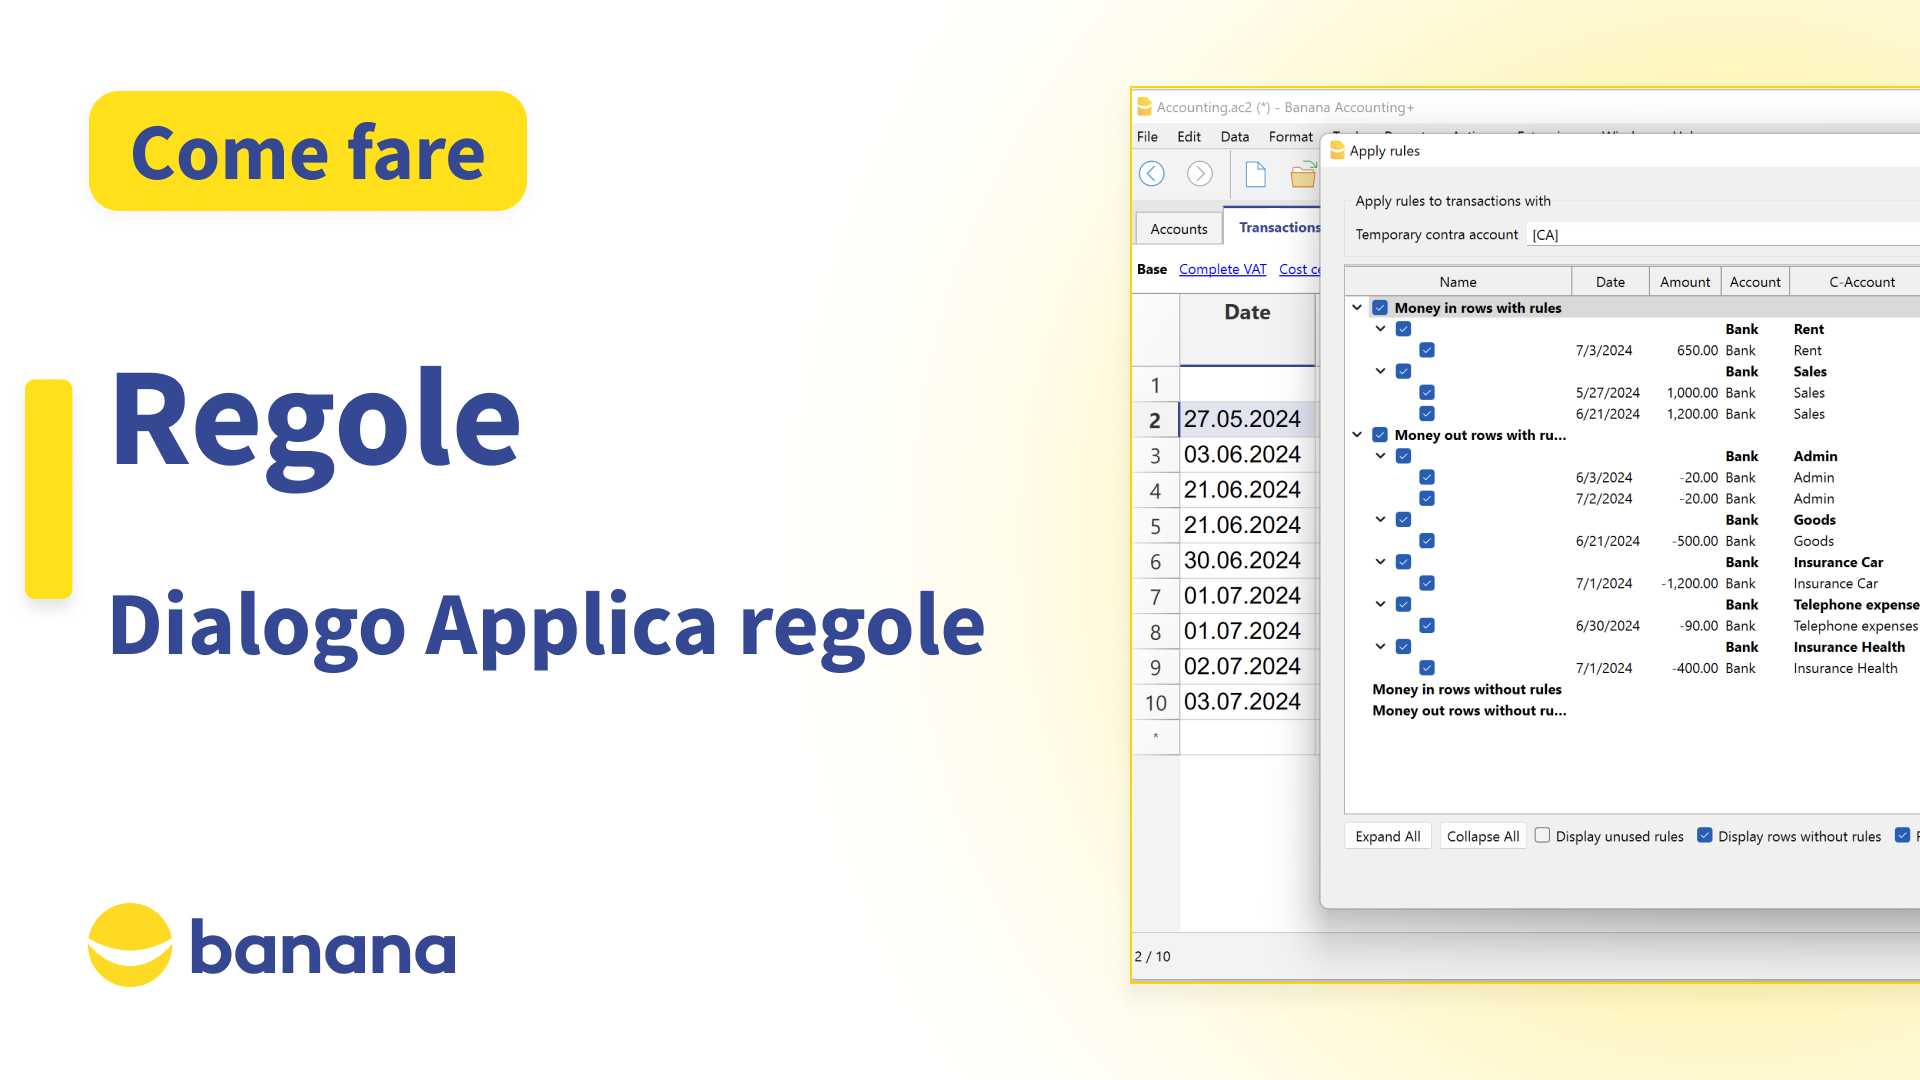 Come fare
Regole
Dialogo Applica regole
banana
Accounting.ac2 (*) - Banana Accounting+
File Edit Data Format
Accounts Transactions
Base Complete VAT Cost ce
Date
1
2 27.05.2024
3 03.06.2024
4 21.06.2024
5 21.06.2024
6 30.06.2024
7 01.07.2024
8 01.07.2024
9 02.07.2024
10 03.07.2024
*
2 / 10
Apply rules
Apply rules to transactions with
Temporary contra account [CA]
Name Date Amount Account C-Account
Money in rows with rules
Bank Rent
7/3/2024 650.00 Bank Rent
Bank Sales
5/27/2024 1,000.00 Bank Sales
6/21/2024 1,200.00 Bank Sales
Money out rows with ru...
Bank Admin
6/3/2024 -20.00 Bank Admin
7/2/2024 -20.00 Bank Admin
Bank Goods
6/21/2024 -500.00 Bank Goods
Bank Insurance Car
7/1/2024 -1,200.00 Bank Insurance Car
Bank Telephone expense
6/30/2024 -90.00 Bank Telephone expenses
Bank Insurance Health
7/1/2024 -400.00 Bank Insurance Health
Money in rows without rules
Money out rows without ru...
Expand All Collapse All Display unused rules Display rows without rules